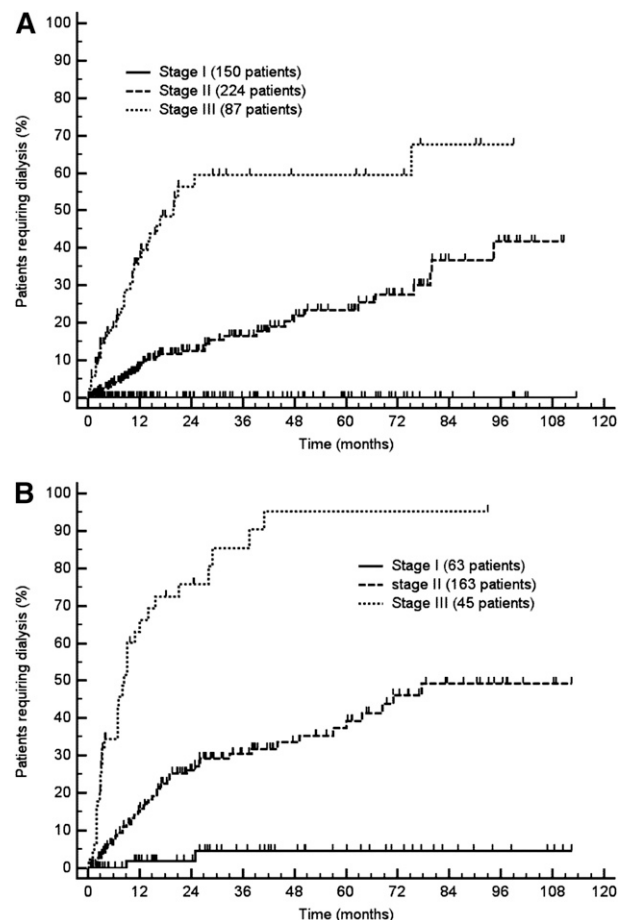 A
100
90
80
70
60
50
40
30
20
10
0
Patients requiring dialysis (%)
Stage I (150 patients)
Stage II (224 patients)
Stage III (87 patients)
0 12 24 36 48 60 72 84 96 108 120
Time (months)
B
100
90
80
70
60
50
40
30
20
10
0
Patients requiring dialysis (%)
Stage I (63 patients)
stage II (163 patients)
Stage III (45 patients)
0 12 24 36 48 60 72 84 96 108 120
Time (months)